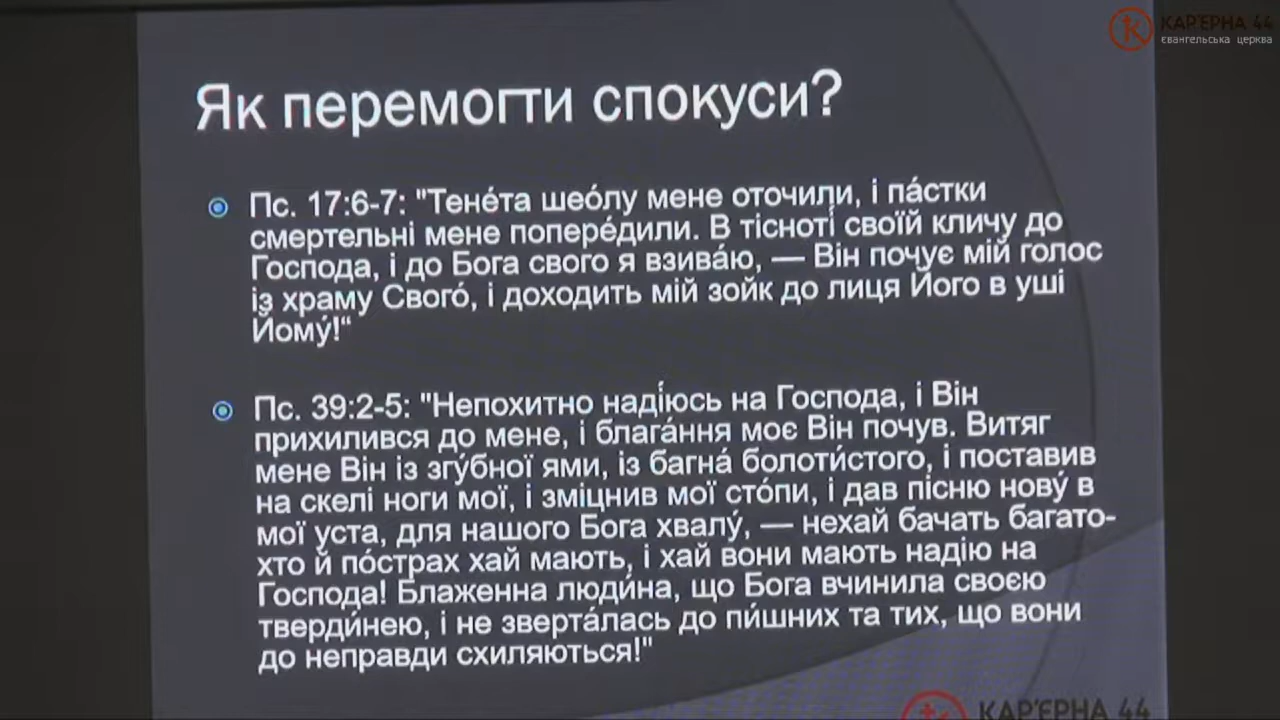 КАР'ЄРНА 44
євангельська церква
Як перемогти спокуси?
Пс. 17:6-7: "Тене́та шео́лу мене оточили, і па́стки
смертельні мене попере́дили. В тісноті́ своїй кличу до
Господа, і до Бога свого я взива́ю, — Він почує мій голос
із храму Свого́, і доходить мій зойк до лиця Його в уші
Йому́!“
Пс. 39:2-5: "Непохитно наді́юсь на Господа, і Він
прихилився до мене, і блага́ння моє Він почув. Витяг
мене Він із згу́бної ями, із багна́ болоти́стого, і поставив
на скелі ноги мої, і зміцнив мої сто́пи, і дав пісню нову́ в
мої уста, для нашого Бога хвалу́, — нехай бачать багато-
хто й по́страх хай мають, і хай вони мають надію на
Господа! Блаженна люди́на, що Бога вчинила своєю
тверди́нею, і не зверта́лась до пи́шних та тих, що вони
до неправди схиляються!"
КАР'ЄРНА 44